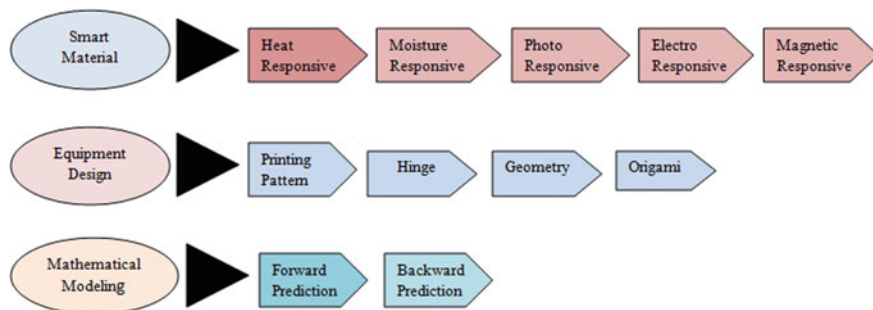 Smart
Material
Heat
Responsive
Moisture
Responsive
Photo
Responsive
Electro
Responsive
Magnetic
Responsive
Equipment
Design
Printing
Pattern
Hinge
Geometry
Origami
Mathematical
Modeling
Forward
Prediction
Backward
Prediction